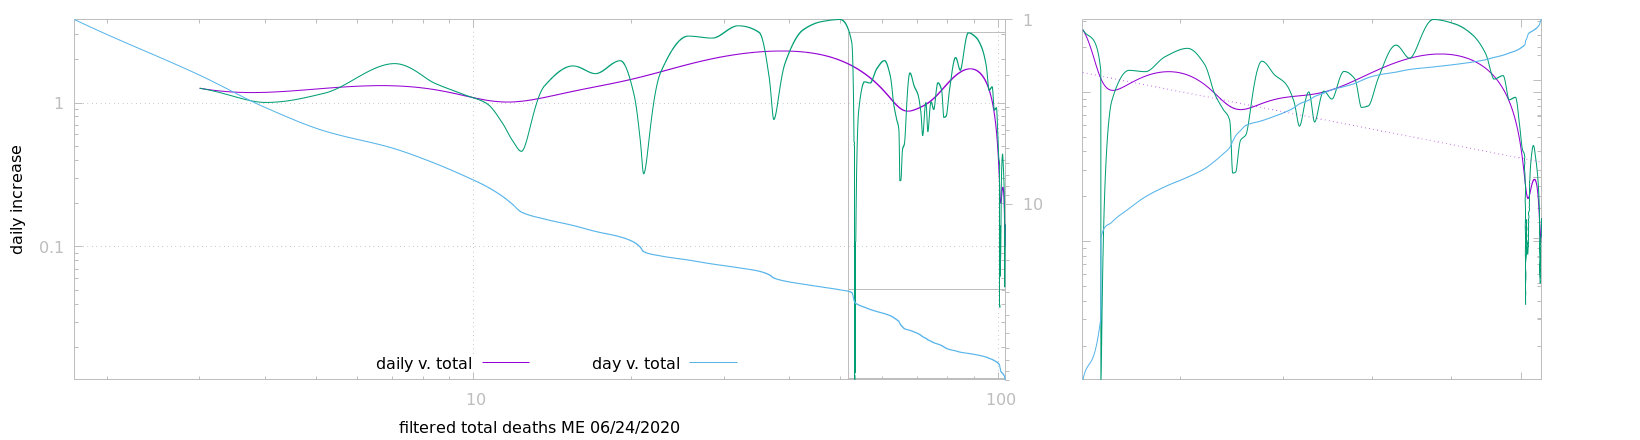 1
1
daily increase
10
0.1
daily v. total day v. total
10 100
filtered total deaths ME 06/24/2020